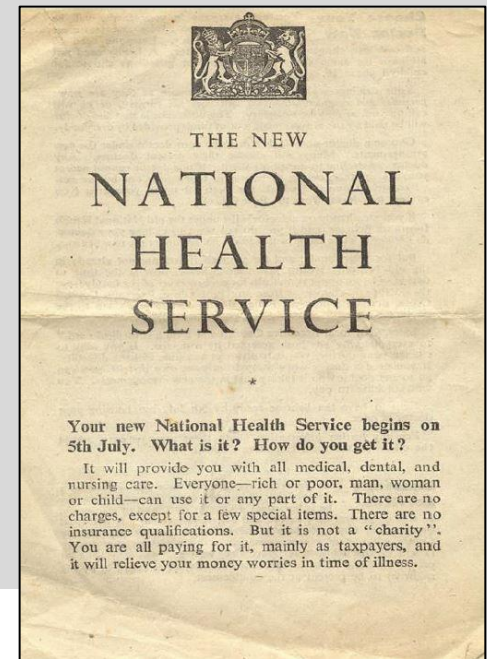 THE NEW
NATIONAL
HEALTH
SERVICE
*
Your new National Health Service begins on
5th July. What is it? How do you get it?
It will provide you with all medical, dental, and
nursing care. Everyone—rich or poor, man, woman
or child—can use it or any part of it. There are no
charges, except for a few special items. There are no
insurance qualifications. But it is not a “charity”.
You are all paying for it, mainly as taxpayers, and
it will relieve your money worries in time of illness.